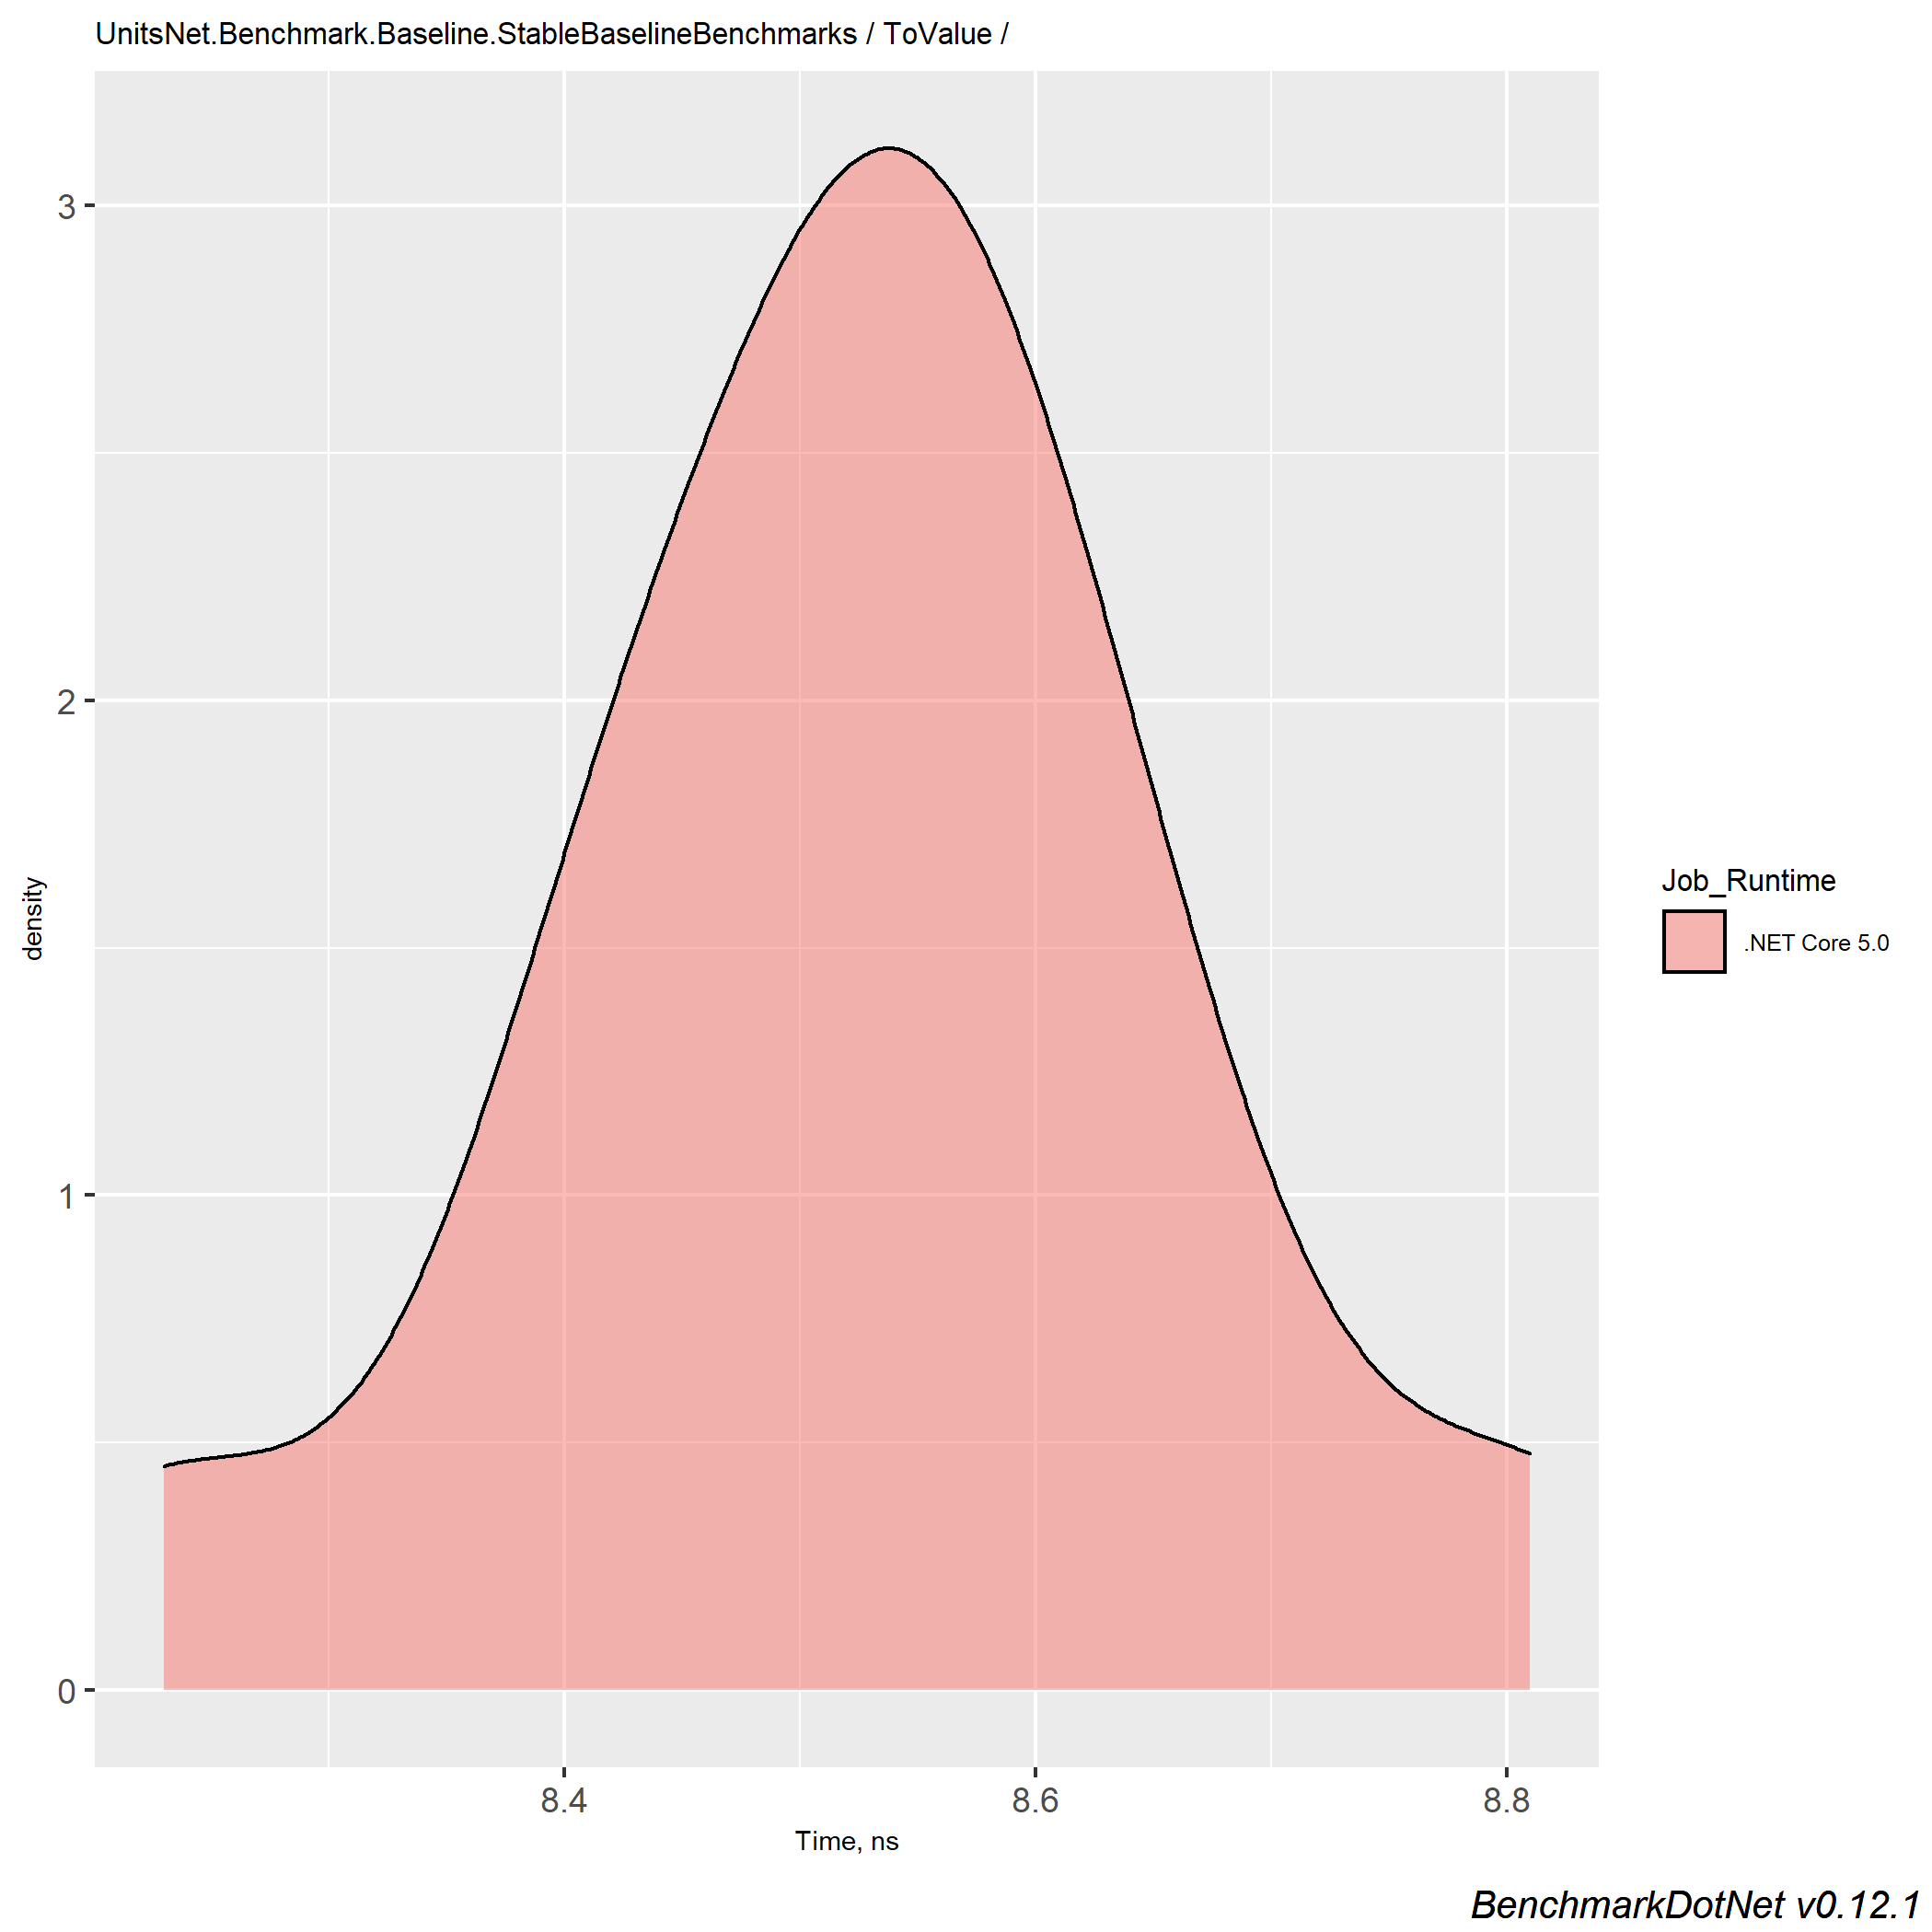 UnitsNet.Benchmark.Baseline.StableBaselineBenchmarks / ToValue /
3
2
1
0
density
8.4
8.6
8.8
Time, ns
Job_Runtime
.NET Core 5.0
BenchmarkDotNet v0.12.1